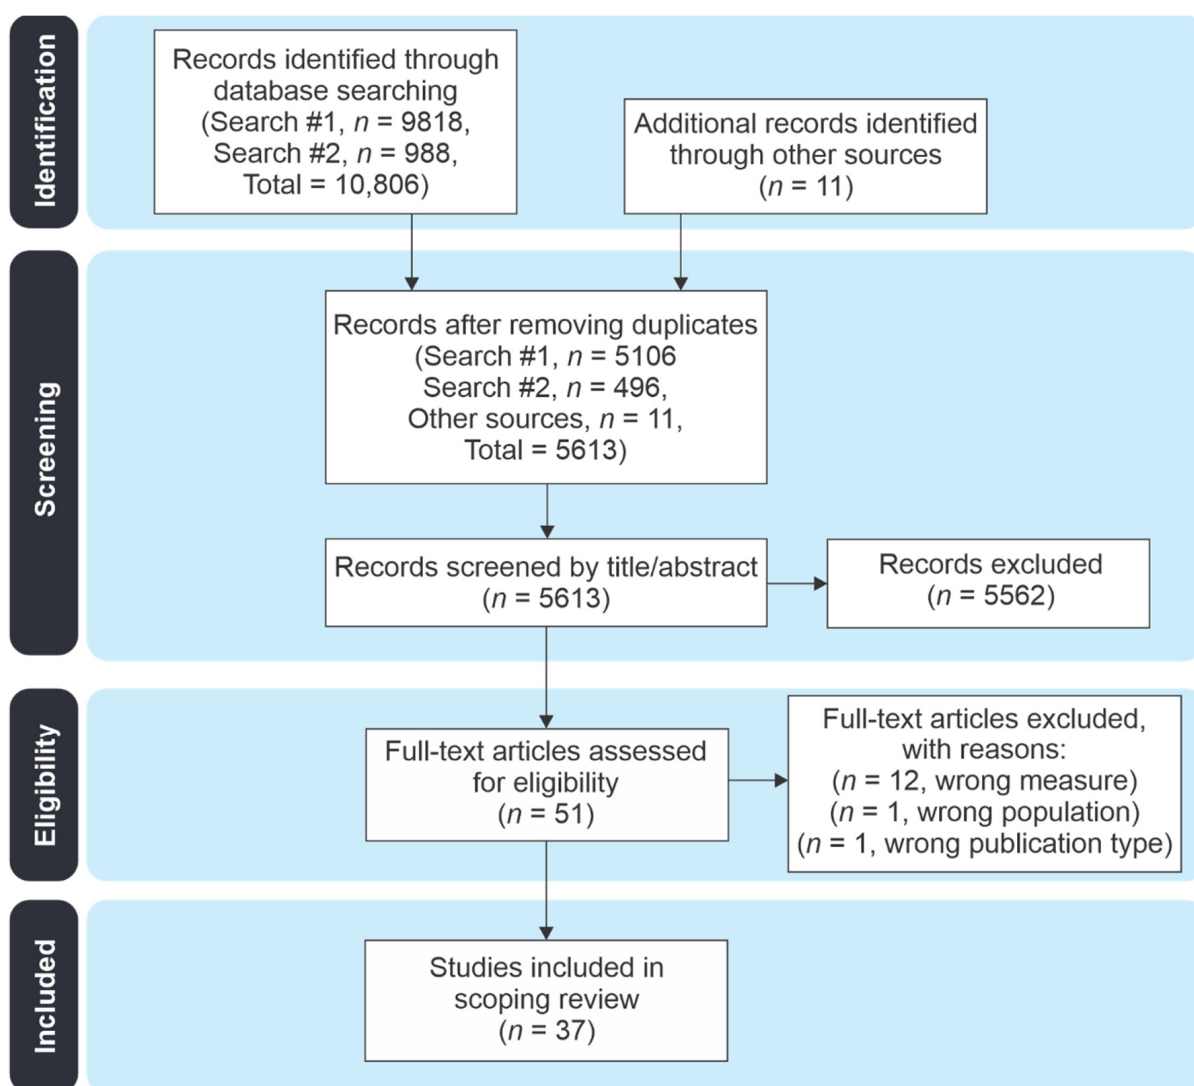 Identification
Records identified through
database searching
(Search #1, n = 9818,
Search #2, n = 988,
Total = 10,806)
Additional records identified
through other sources
(n = 11)
Screening
Records after removing duplicates
(Search #1, n = 5106
Search #2, n = 496,
Other sources, n = 11,
Total = 5613)
Records screened by title/abstract
(n = 5613)
Records excluded
(n = 5562)
Eligibility
Full-text articles assessed
for eligibility
(n = 51)
Full-text articles excluded,
with reasons:
(n = 12, wrong measure)
(n = 1, wrong population)
(n = 1, wrong publication type)
Included
Studies included in
scoping review
(n = 37)